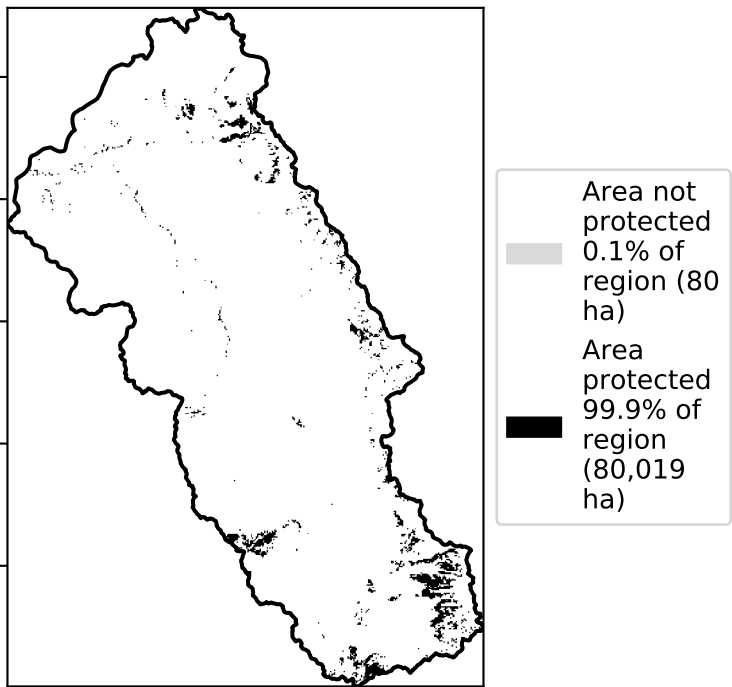 Area not
protected
0.1% of
region (80
ha)
Area
protected
99.9% of
region
(80,019
ha)